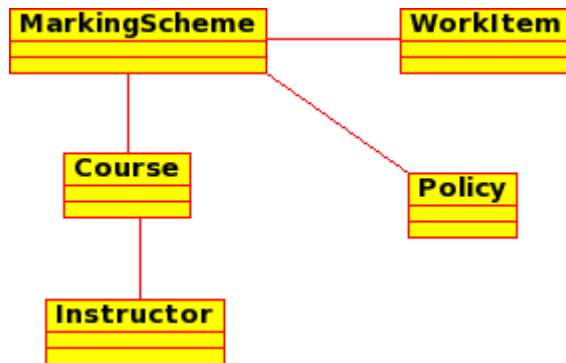 MarkingScheme
WorkItem
Course
Policy
Instructor